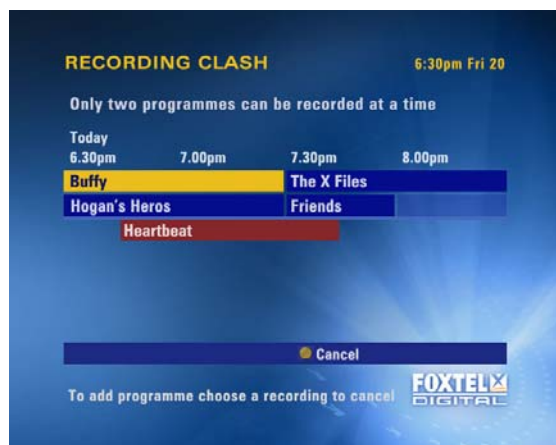 RECORDING CLASH 6:30pm Fri 20
Only two programmes can be recorded at a time
Today
6.30pm 7.00pm 7.30pm 8.00pm
Buffy The X Files
Hogan's Heros Friends
Heartbeat
Cancel
To add programme choose a recording to cancel
FOXTEL
DIGITAL